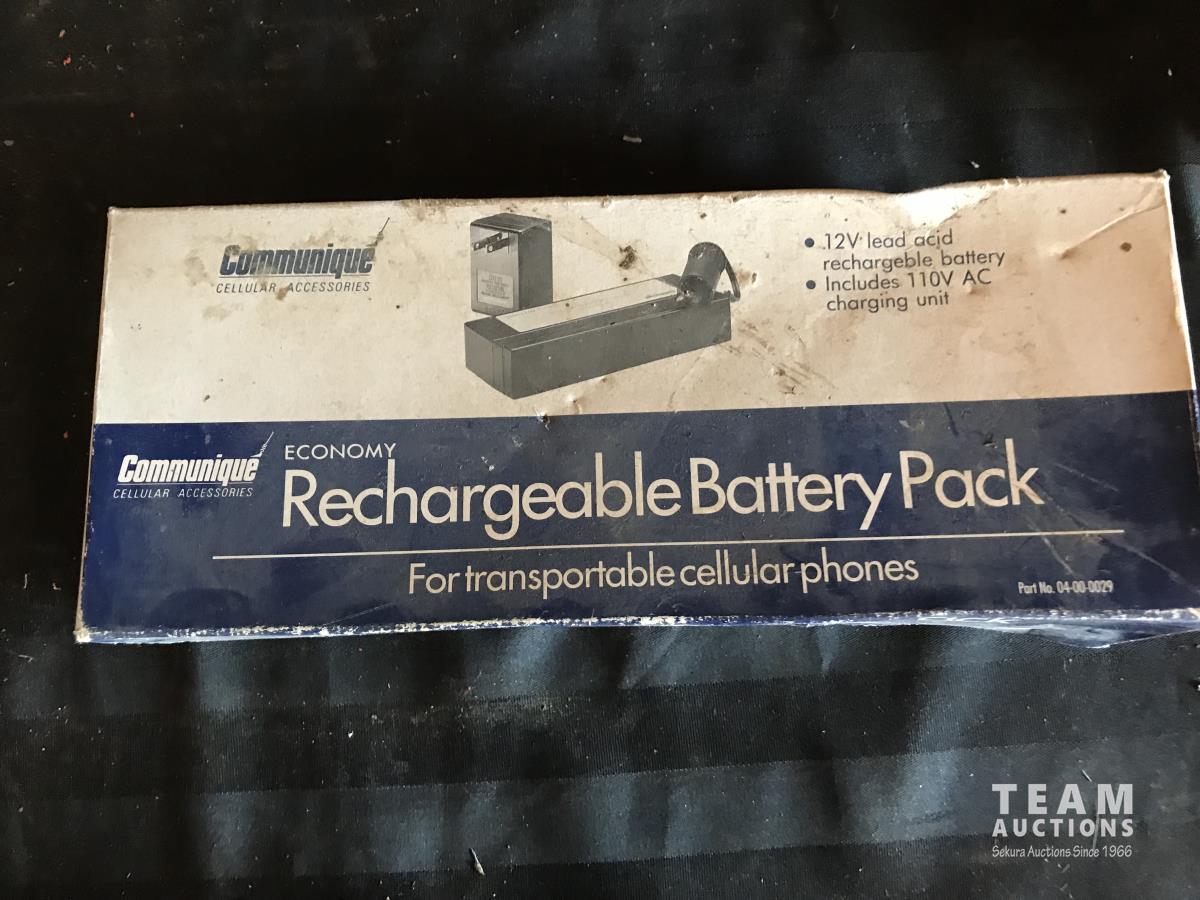 Communique
CELLULAR ACCESSORIES
• 12V lead acid
rechargeble battery
• Includes 110V AC
charging unit
Communique
CELLULAR ACCESSORIES
ECONOMY
Rechargeable Battery Pack
For transportable cellular phones
Part No. 04-00-0029
TEAM
AUCTIONS
Sekura Auctions Since 1966